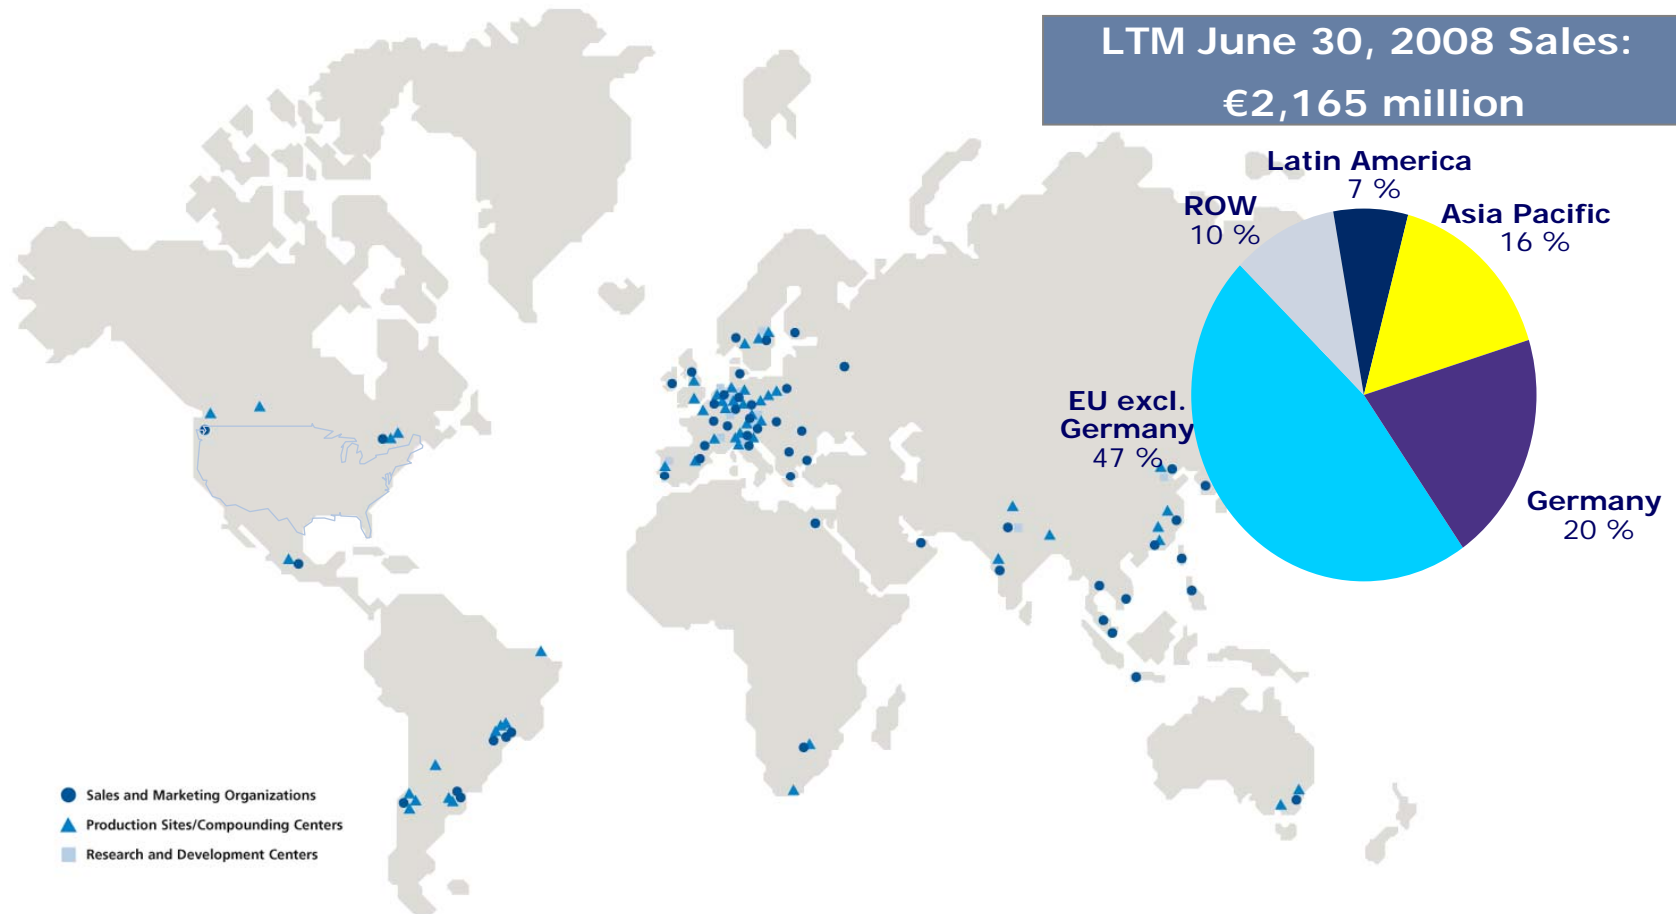 LTM June 30, 2008 Sales:
€2,165 million
Latin America
7 %
ROW
10 %
Asia Pacific
16 %
EU excl.
Germany
47 %
Germany
20 %
Sales and Marketing Organizations
Production Sites/Compounding Centers
Research and Development Centers